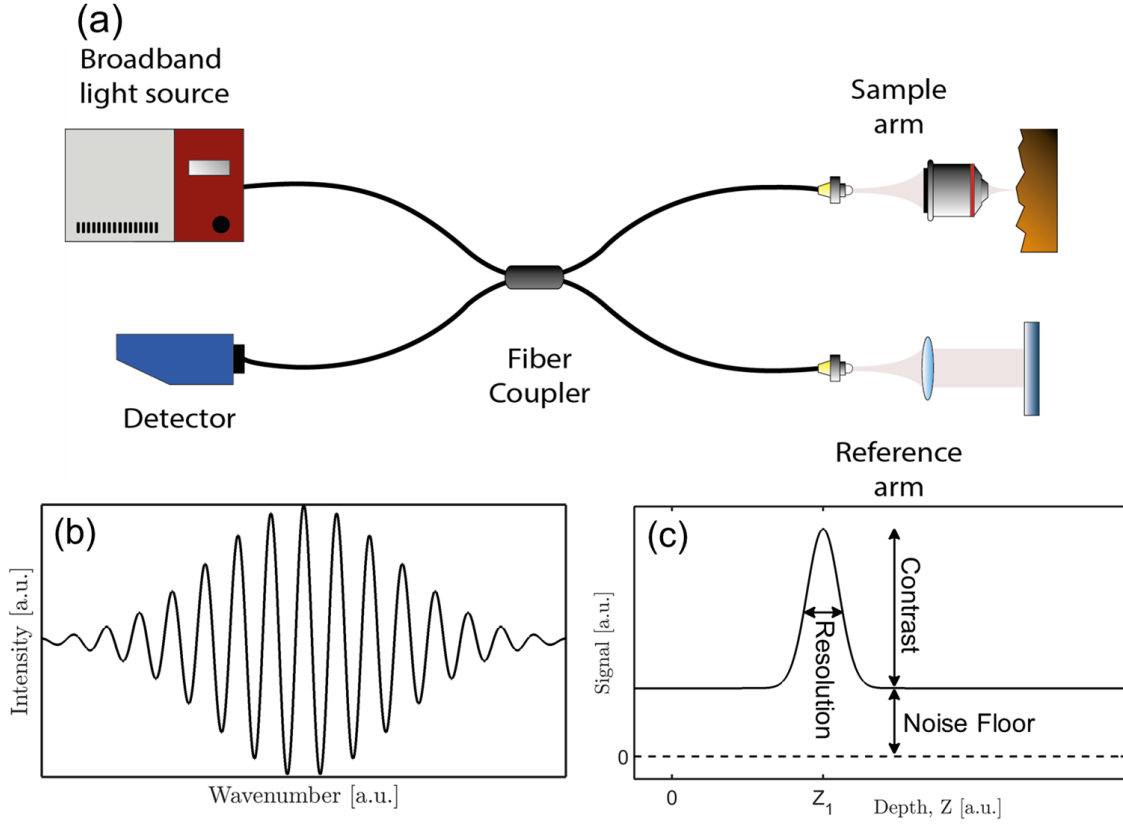 (a)
Broadband
light source
Sample
arm
Fiber
Coupler
Detector
Reference
arm
(b)
Intensity [a.u.]
Wavenumber [a.u.]
(c)
Signal [a.u.]
Contrast
Resolution
Noise Floor
0
0
Z1
Depth, Z [a.u.]